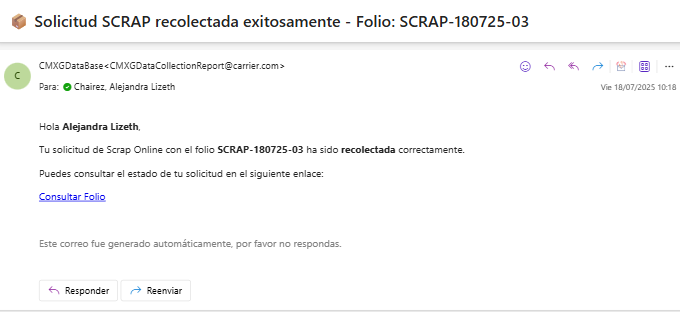 Solicitud SCRAP recolectada exitosamente - Folio: SCRAP-180725-03
C
CMXGDataBase<CMXGDataCollectionReport@carrier.com>
Para: Chairez, Alejandra Lizeth
Vie 18/07/2025 10:18
Hola Alejandra Lizeth,
Tu solicitud de Scrap Online con el folio SCRAP-180725-03 ha sido recolectada correctamente.
Puedes consultar el estado de tu solicitud en el siguiente enlace:
Consultar Folio
Este correo fue generado automáticamente, por favor no respondas.
Responder
Reenviar